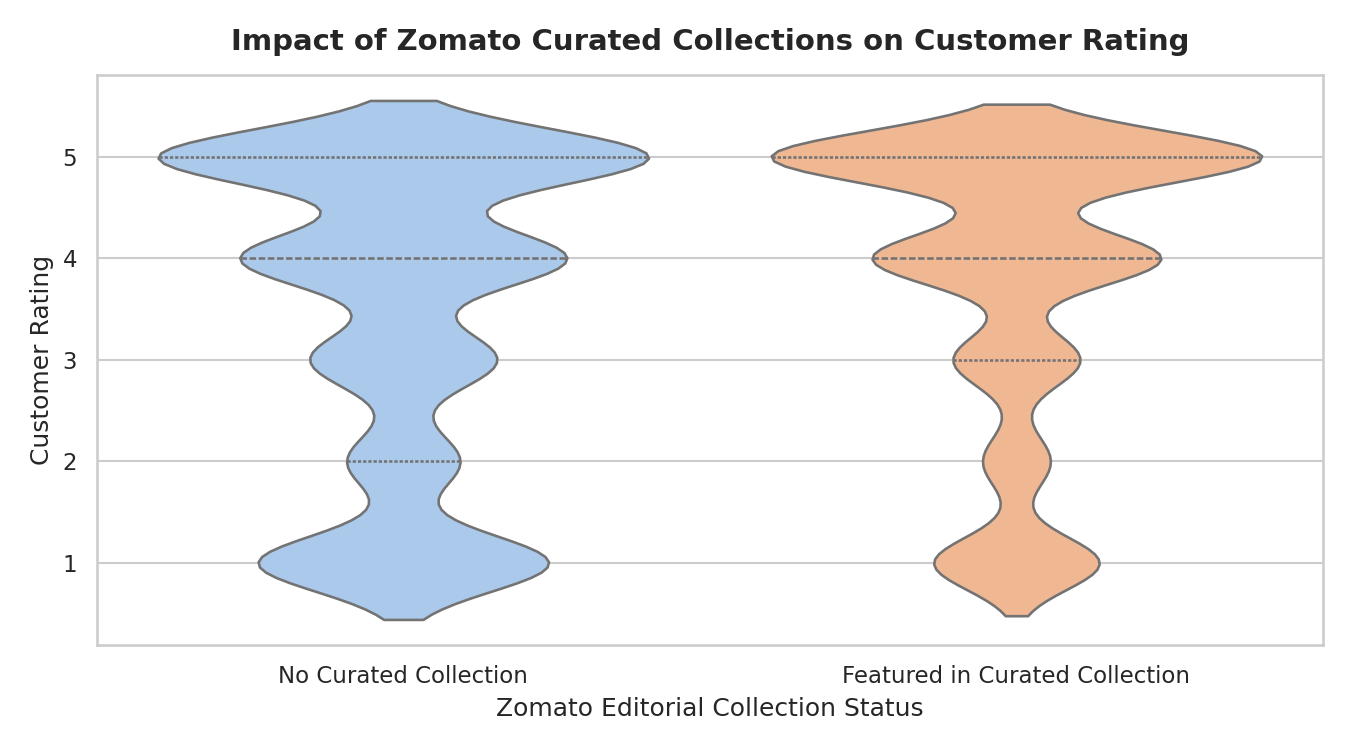 Impact of Zomato Curated Collections on Customer Rating
Customer Rating
5
4
3
2
1
No Curated Collection
Featured in Curated Collection
Zomato Editorial Collection Status